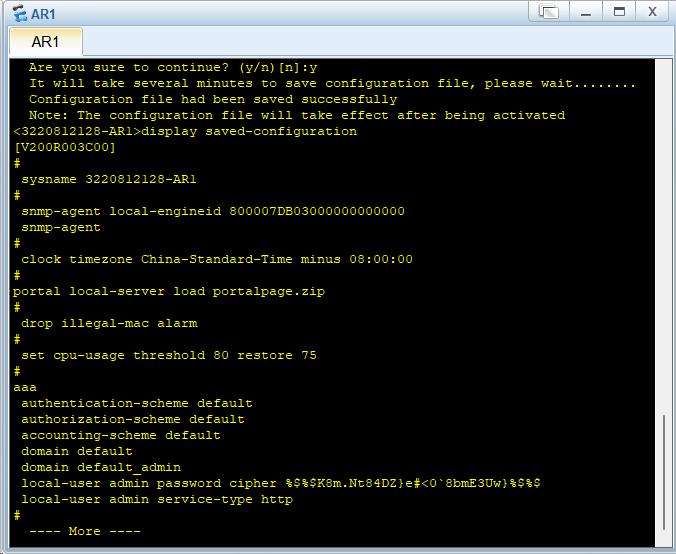 AR1
AR1
Are you sure to continue? (y/n)[n]:y
It will take several minutes to save configuration file, please wait........
Configuration file had been saved successfully
Note: The configuration file will take effect after being activated
<3220812128-AR1>display saved-configuration
[V200R003C00]
#
sysname 3220812128-AR1
#
snmp-agent local-engineid 800007DB03000000000000
snmp-agent
#
clock timezone China-Standard-Time minus 08:00:00
#
portal local-server load portalpage.zip
#
drop illegal-mac alarm
#
set cpu-usage threshold 80 restore 75
#
aaa
authentication-scheme default
authorization-scheme default
accounting-scheme default
domain default
domain default_admin
local-user admin password cipher %$%$K8m.Nt84DZ}e#<0`8bmE3Uw}%$%$
local-user admin service-type http
#
---- More ----